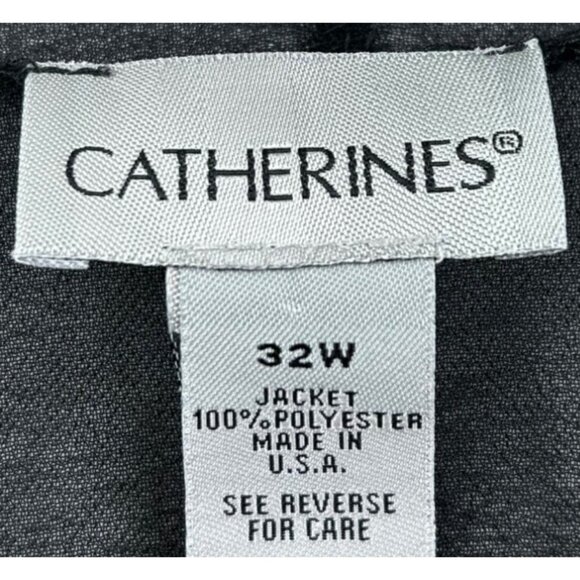 CATHERINES®
32W
JACKET
100% POLYESTER
MADE IN
U.S.A.
SEE REVERSE
FOR CARE